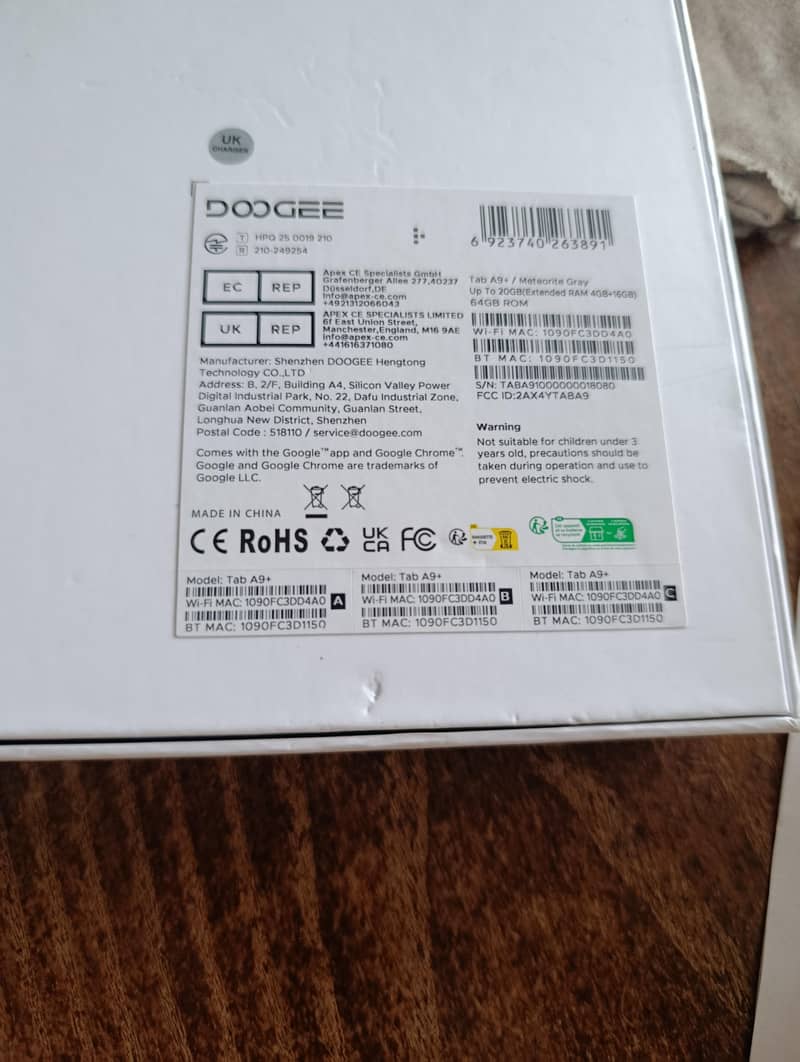 UK
CHARGER
DOOGEE
T HPQ 25 0019 210
R 210-249254
6 923740 263891
EC REP
Apex CE Specialists GmbH
Grafenberger Allee 277,40237
Düsseldorf,DE
Info@apex-ce.com
+4921312066043
UK REP
APEX CE SPECIALISTS LIMITED
6f East Union Street,
Manchester,England, M16 9AE
Info@apex-ce.com
+441616371080
Tab A9+ / Meteorite Gray
Up To 20GB(Extended RAM 4GB+16GB)
64GB ROM
Wi-Fi MAC: 1090FC3DD4A0
BT MAC: 1090FC3D1150
S/N: TABA91000000018080
FCC ID:2AX4YTABA9
Manufacturer: Shenzhen DOOGEE Hengtong
Technology CO.,LTD
Address: B, 2/F, Building A4, Silicon Valley Power
Digital Industrial Park, No. 22, Dafu Industrial Zone,
Guanlan Aobei Community, Guanlan Street,
Longhua New District, Shenzhen
Postal Code : 518110 / service@doogee.com
Comes with the Google™app and Google Chrome™.
Google and Google Chrome are trademarks of
Google LLC.
Warning
Not suitable for children under 3
years old, precautions should be
taken during operation and use to
prevent electric shock.
MADE IN CHINA
CE RoHS UK
CA FC
Model: Tab A9+
Wi-Fi MAC: 1090FC3DD4A0 A
BT MAC: 1090FC3D1150
Model: Tab A9+
Wi-Fi MAC: 1090FC3DD4A0 B
BT MAC: 1090FC3D1150
Model: Tab A9+
Wi-Fi MAC: 1090FC3DD4A0 C
BT MAC: 1090FC3D1150